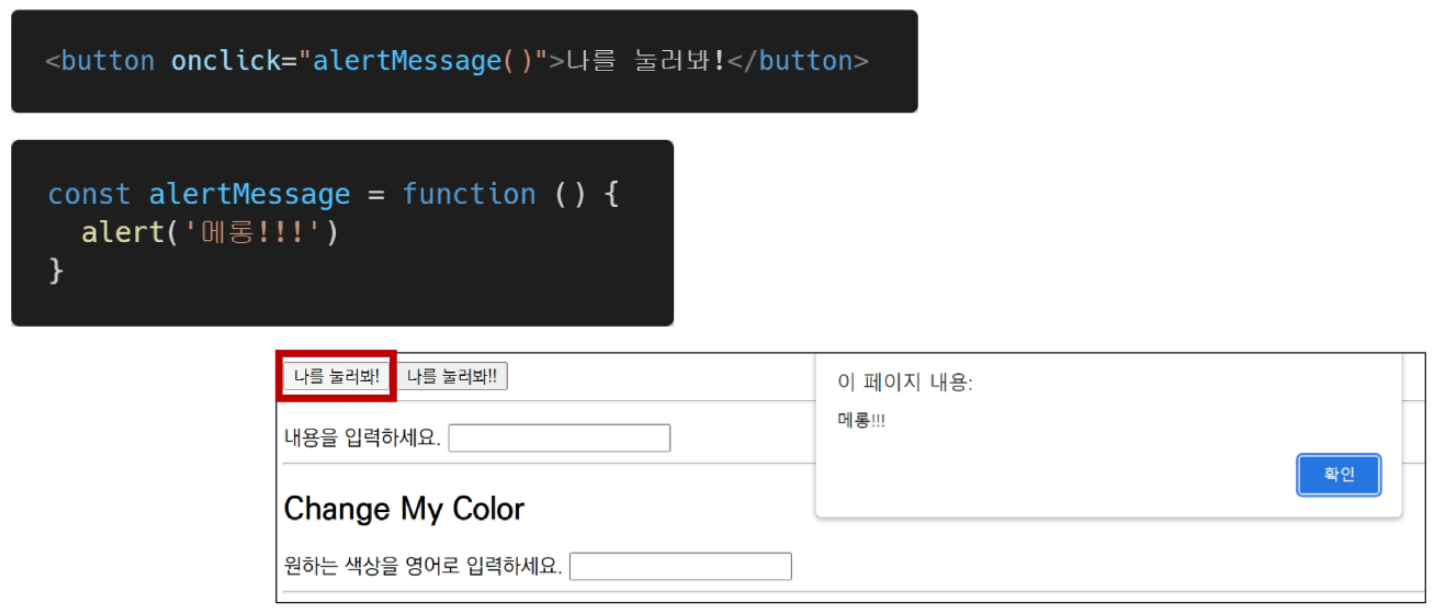 <button onclick="alertMessage()">나를 눌러봐!</button>
const alertMessage = function () {
  alert('메롱!!!')
}
나를 눌러봐! 나를 눌러봐!!
이 페이지 내용:
메롱!!!
확인
내용을 입력하세요.
Change My Color
원하는 색상을 영어로 입력하세요.